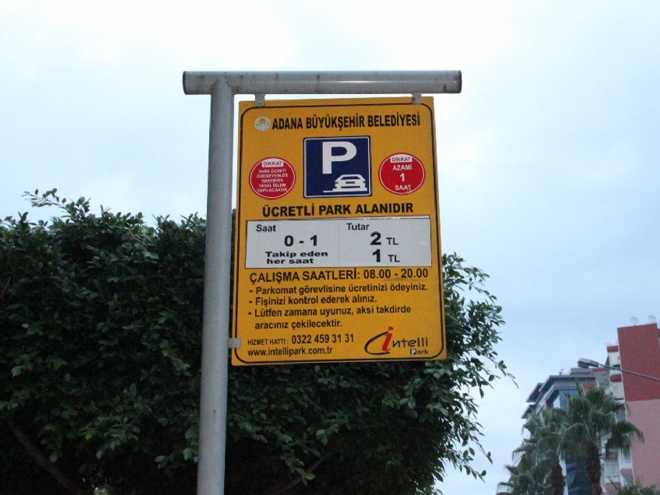 ADANA BÜYÜKŞEHİR BELEDİYESİ
P
DİKKAT
DİKKAT
AZAMİ
1
SAAT
ÜCRETLİ PARK ALANIDIR
Saat Tutar
0 - 1 2 TL
Takip eden
her saat 1 TL
ÇALIŞMA SAATLERİ: 08.00 - 20.00
- Parkomat görevlisine ücretinizi ödeyiniz.
- Fişinizi kontrol ederek alınız.
- Lütfen zamana uyunuz, aksi takdirde
aracınız çekilecektir.
HİZMET HATTI : 0322 459 31 31
www.intellipark.com.tr
intelli
Park